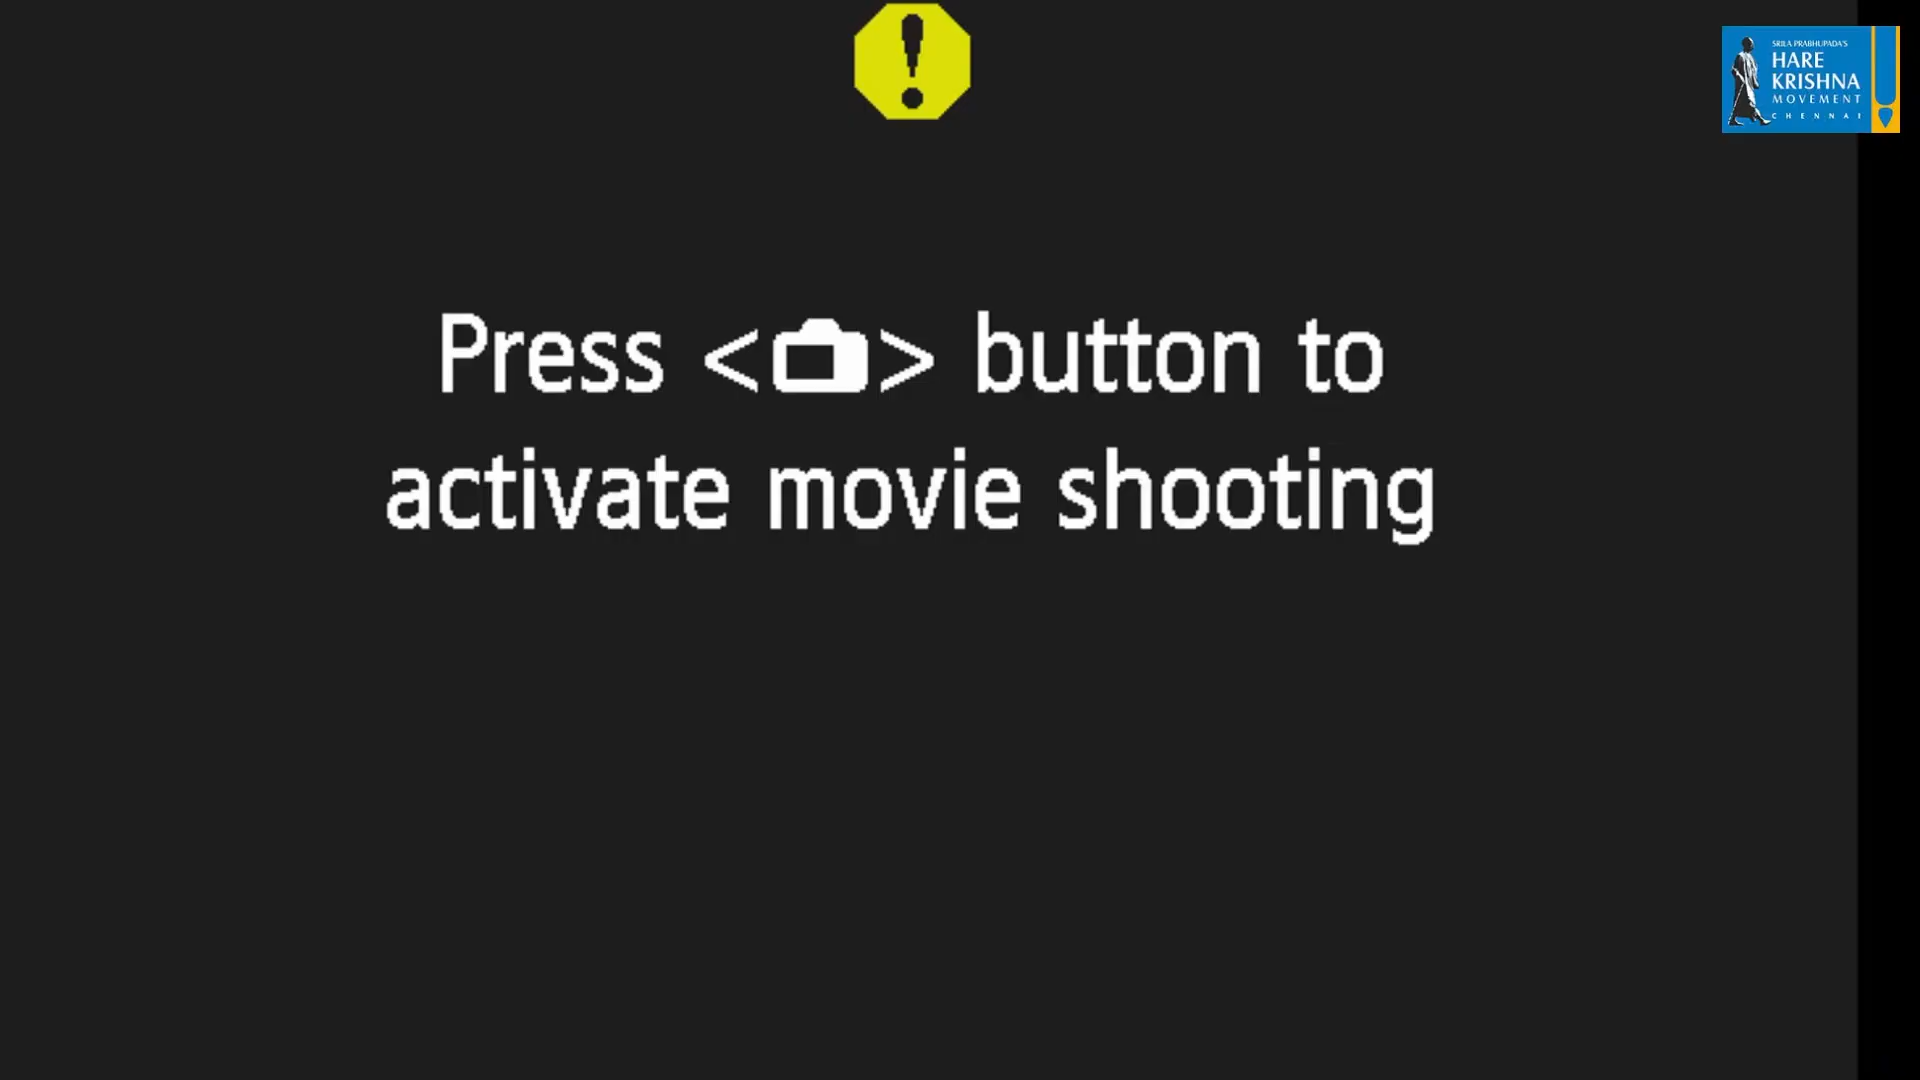 SRILA PRABHUPADA'S
HARE
KRISHNA
MOVEMENT
CHENNAI
Press <📷> button to
activate movie shooting